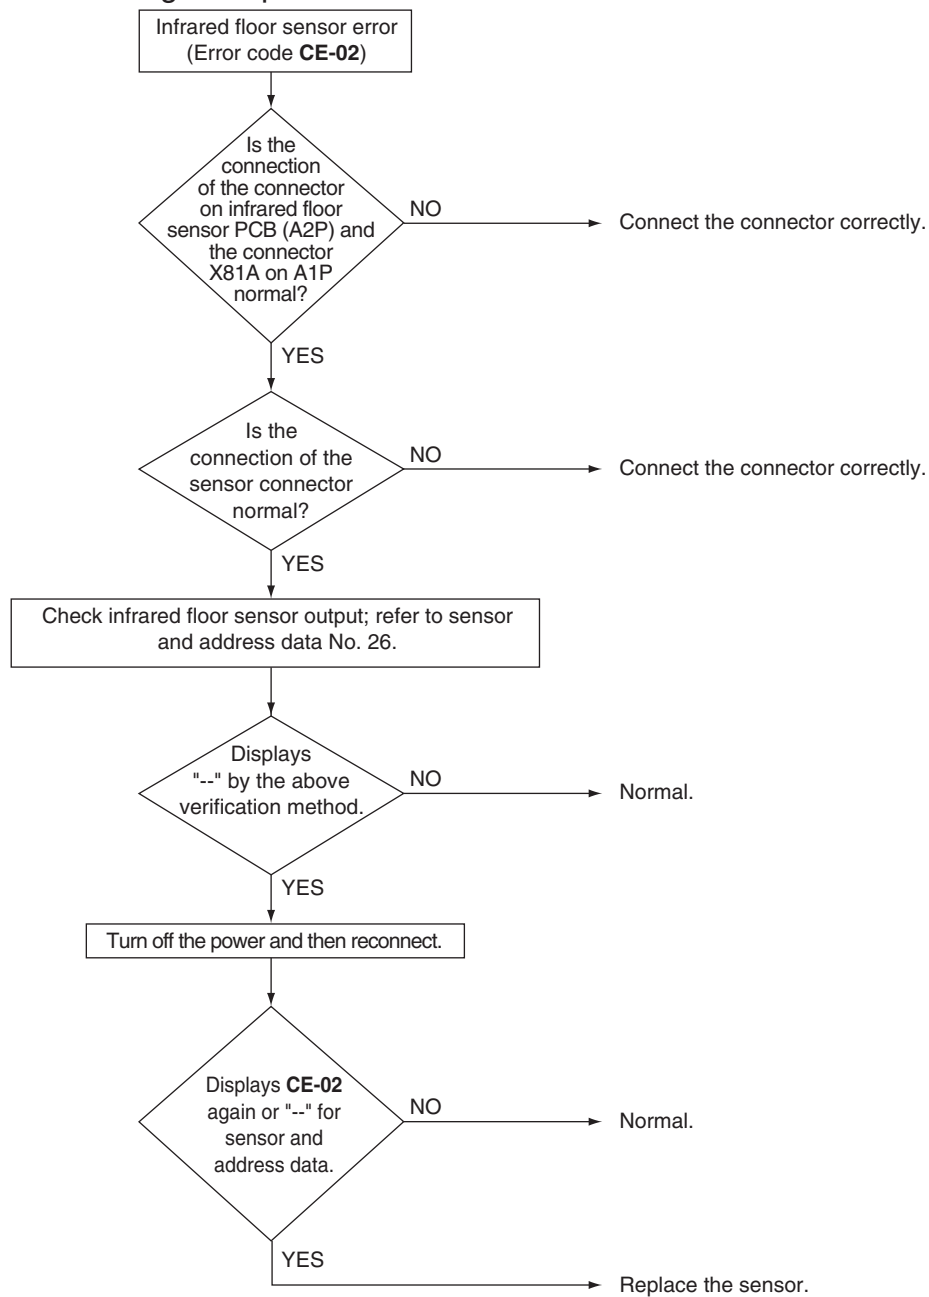 Infrared floor sensor error
(Error code CE-02)
Is the
connection
of the connector
on infrared floor
sensor PCB (A2P) and
the connector
X81A on A1P
normal?
NO
Connect the connector correctly.
YES
Is the
connection of the
sensor connector
normal?
NO
Connect the connector correctly.
YES
Check infrared floor sensor output; refer to sensor
and address data No. 26.
Displays
"--" by the above
verification method.
NO
Normal.
YES
Turn off the power and then reconnect.
Displays CE-02
again or "--" for
sensor and
address data.
NO
Normal.
YES
Replace the sensor.